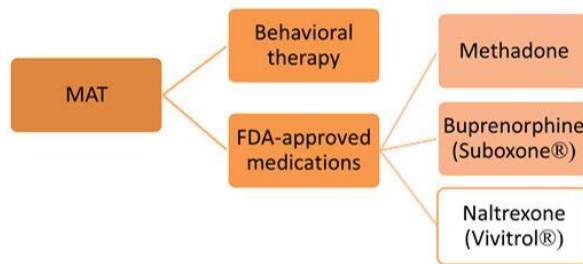 MAT
Behavioral
therapy
FDA-approved
medications
Methadone
Buprenorphine
(Suboxone®)
Naltrexone
(Vivitrol®)